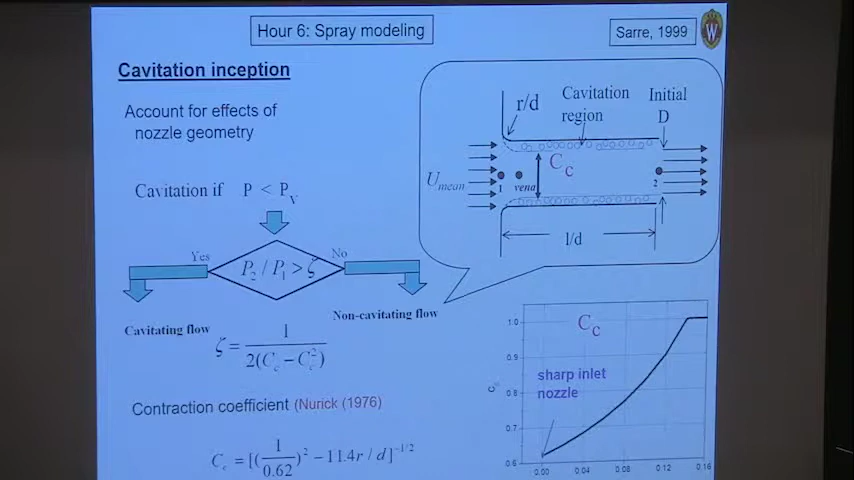 Hour 6: Spray modeling
Sarre, 1999
W
Cavitation inception
Account for effects of
nozzle geometry
Cavitation if P < P_V
Yes
No
P_2 / P_1 > ζ
Cavitating flow
Non-cavitating flow
ζ = 1 / 2(C_c − C_c^2)
Contraction coefficient (Nurick (1976)
C_c = [(1/0.62)^2 − 11.4r / d]^−1/2
r/d
Cavitation
region
Initial
D
U_mean
1
vena
C_c
2
l/d
C_c
sharp inlet
nozzle
1.0
0.9
0.8
0.7
0.6
0.00 0.04 0.08 0.12 0.16